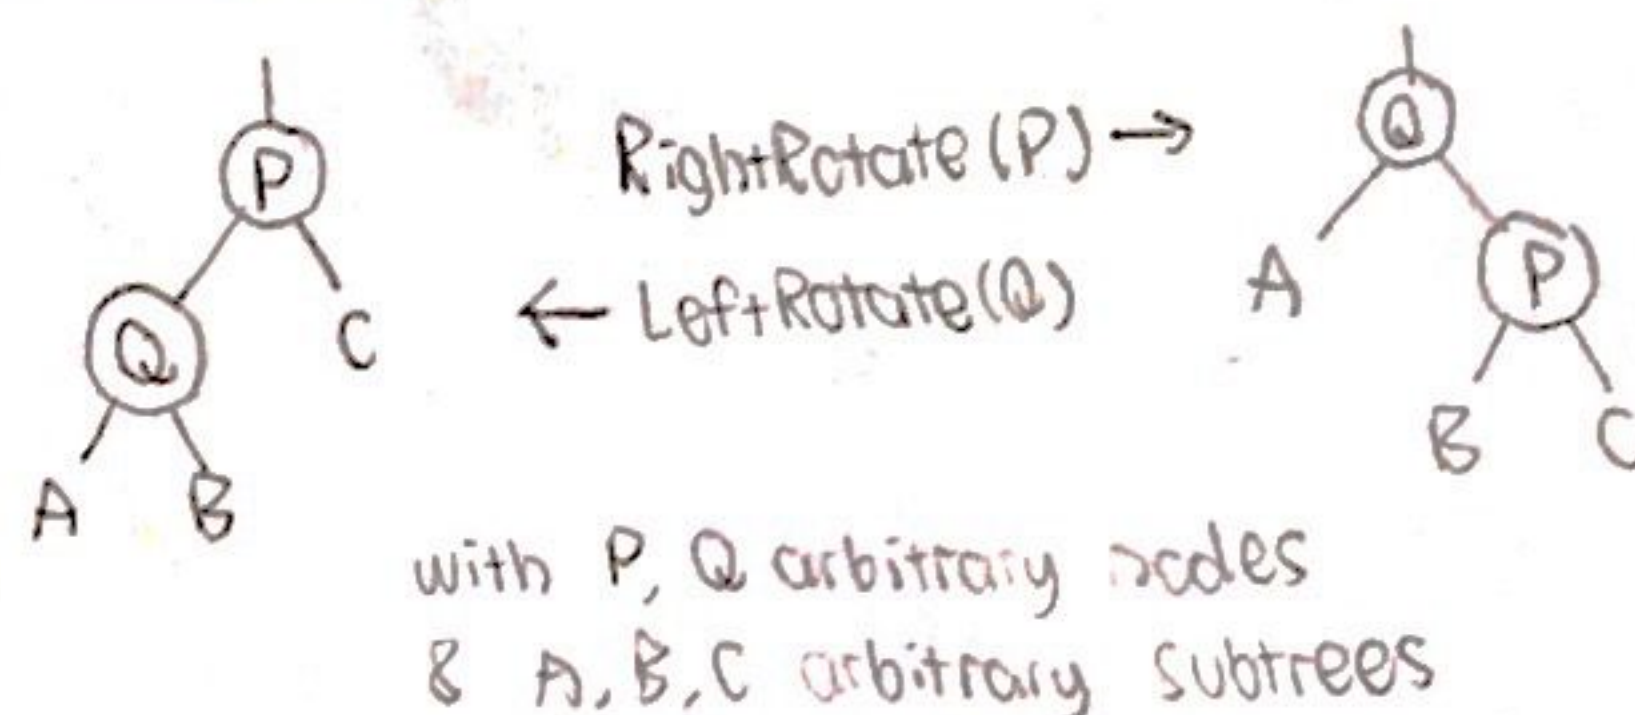 P
Q
C
A
B
RightRotate(P) →
← LeftRotate(Q)
Q
A
P
B
C
with P, Q arbitrary nodes
& A, B, C arbitrary subtrees